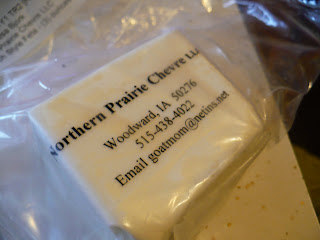 Northern Prairie Chevre LLC
Woodward, IA 50276
515-438-4022
Email goatmom@netins.net